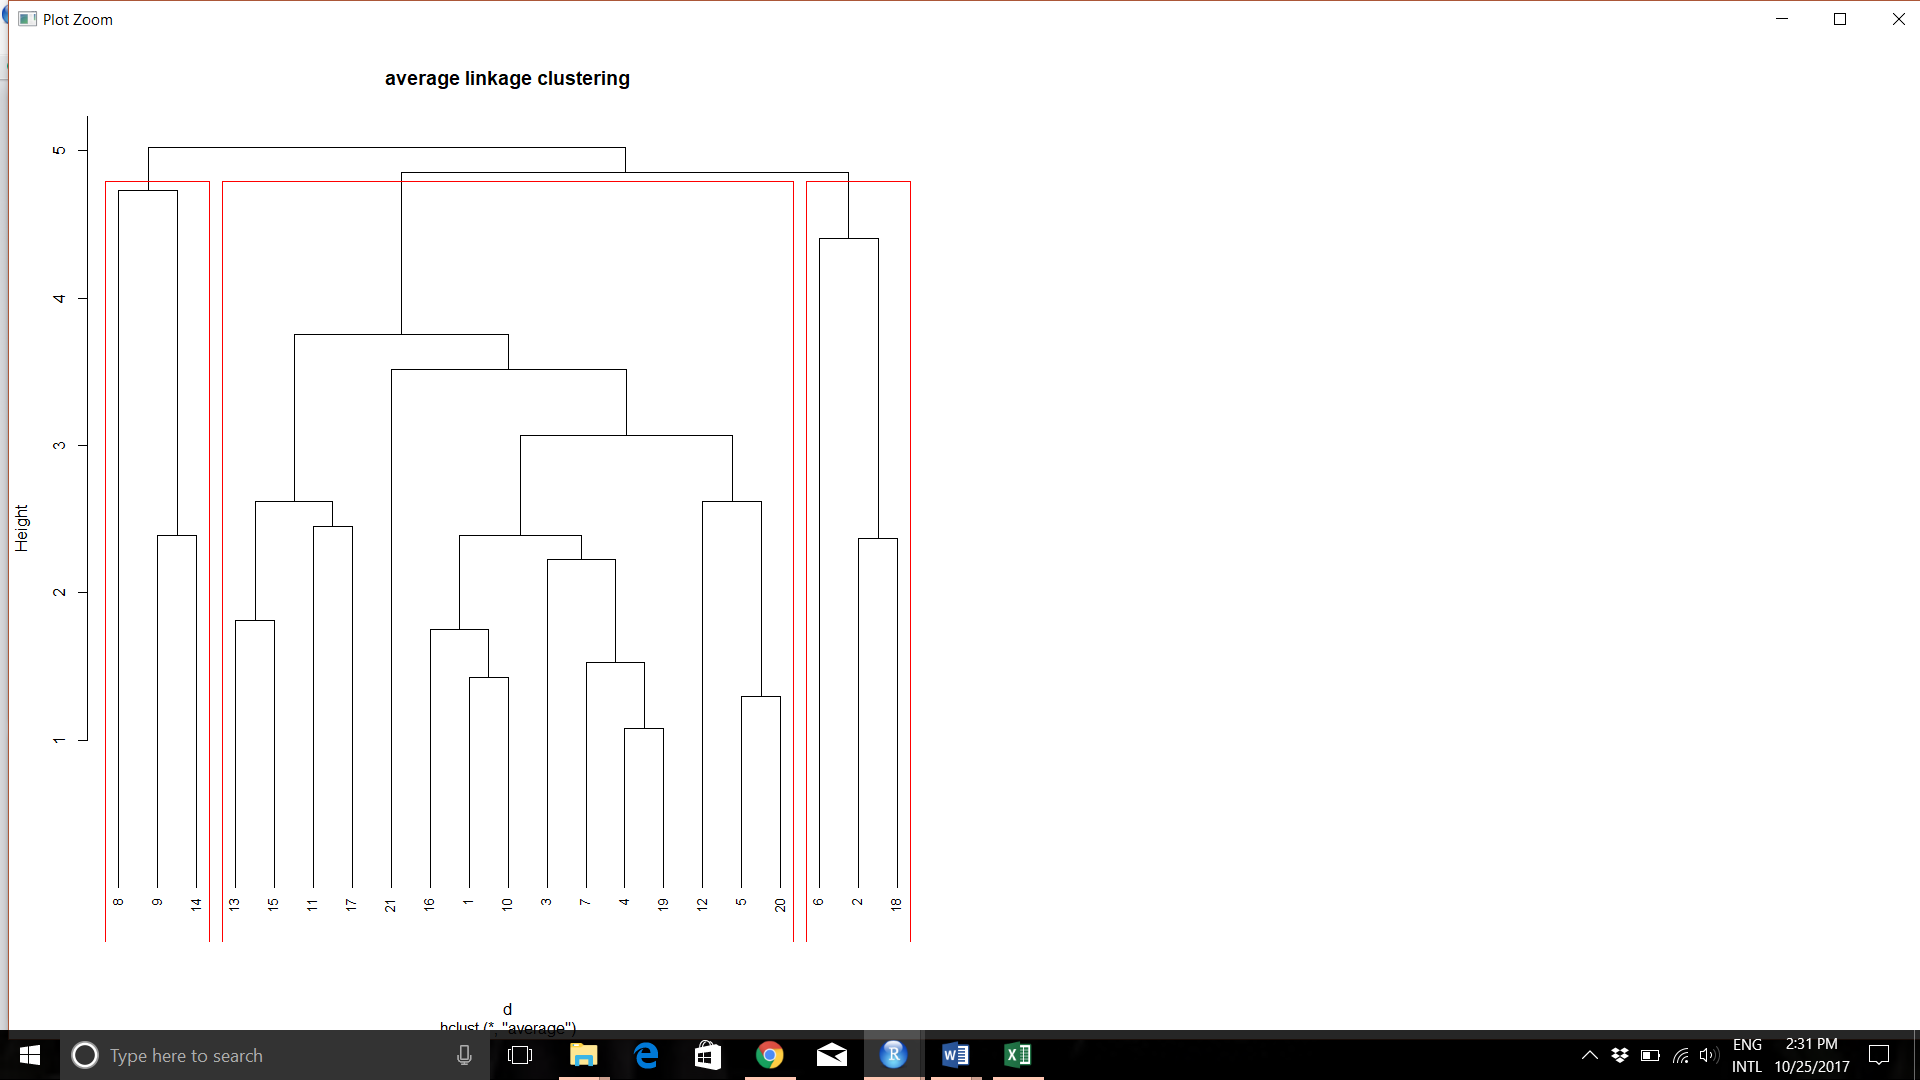 Plot Zoom
average linkage clustering
5
4
3
2
1
Height
8 9 14 13 15 11 17 21 16 1 10 3 7 4 19 12 5 20 6 2 18
d
hclust (*, "average")
Type here to search
ENG 2:31 PM
INTL 10/25/2017